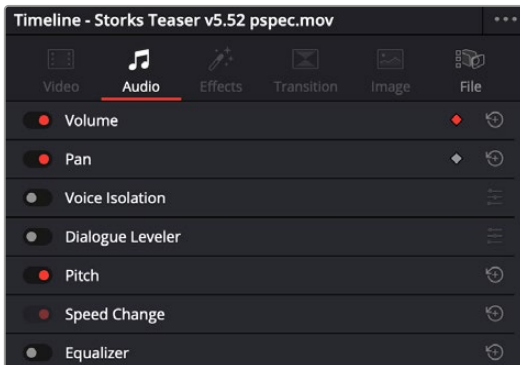 Timeline - Storks Teaser v5.52 pspec.mov
Video Audio Effects Transition Image File
Volume
Pan
Voice Isolation
Dialogue Leveler
Pitch
Speed Change
Equalizer